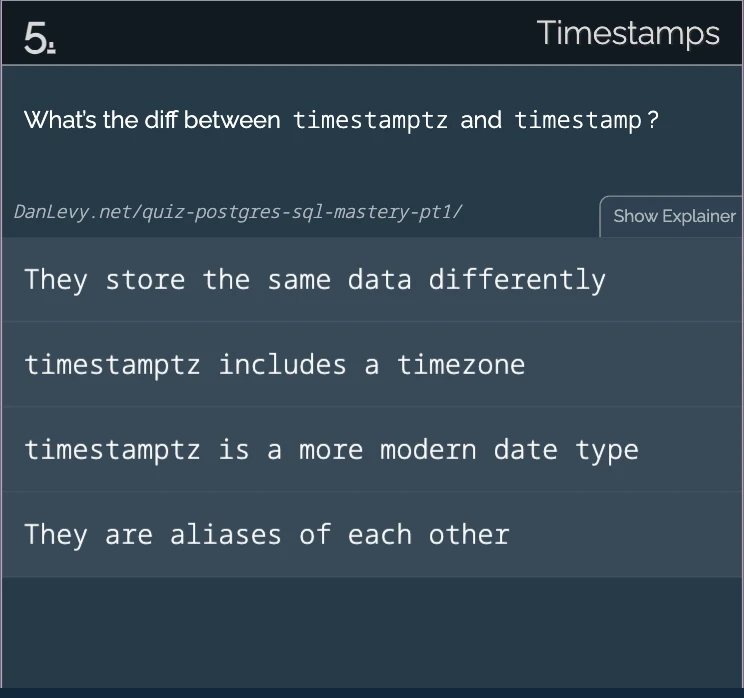 5.
Timestamps
What's the diff between timestamptz and timestamp?
DanLevy.net/quiz-postgres-sql-mastery-pt1/
Show Explainer
They store the same data differently
timestamptz includes a timezone
timestamptz is a more modern date type
They are aliases of each other